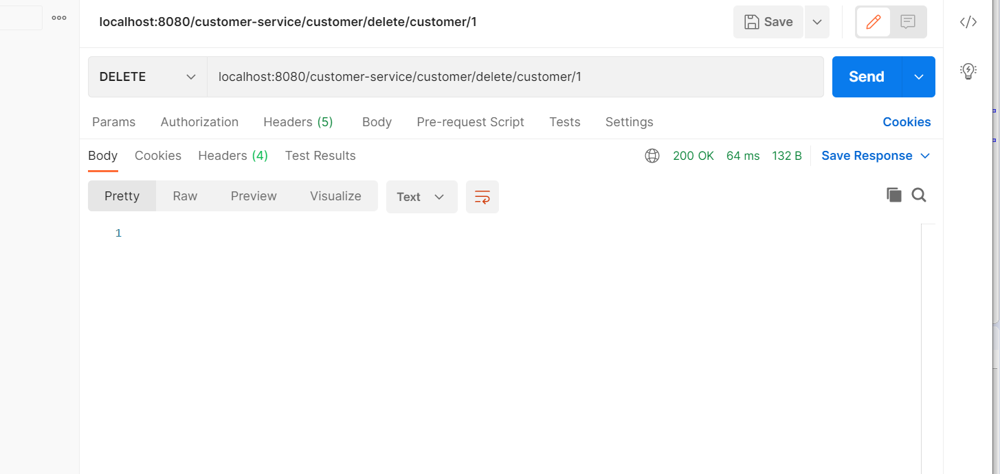 localhost:8080/customer-service/customer/delete/customer/1 Save
DELETE localhost:8080/customer-service/customer/delete/customer/1 Send
Params Authorization Headers (5) Body Pre-request Script Tests Settings Cookies
Body Cookies Headers (4) Test Results 200 OK 64 ms 132 B Save Response
Pretty Raw Preview Visualize Text
1